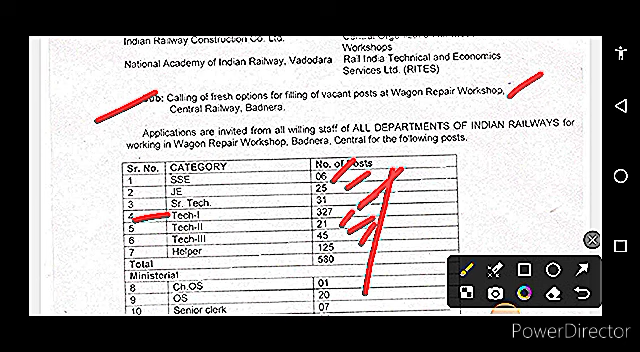 Indian Railway Construction Co. Ltd.
Workshops
National Academy of Indian Railway, Vadodara Rail India Technical and Economics
Services Ltd. (RITES)
Calling of fresh options for filling of vacant posts at Wagon Repair Workshop,
Central Railway, Badnera.
Applications are invited from all willing staff of ALL DEPARTMENTS OF INDIAN RAILWAYS for
working in Wagon Repair Workshop, Badnera, Central for the following posts.
Sr. No. CATEGORY No. of Posts
1 SSE 06
2 JE 25
3 Sr. Tech. 31
4 Tech-I 327
5 Tech-II 21
6 Tech-III 45
7 Helper 125
Total 580
Ministerial
8 Ch.OS 01
9 OS 20
10 Senior clerk 07
PowerDirector